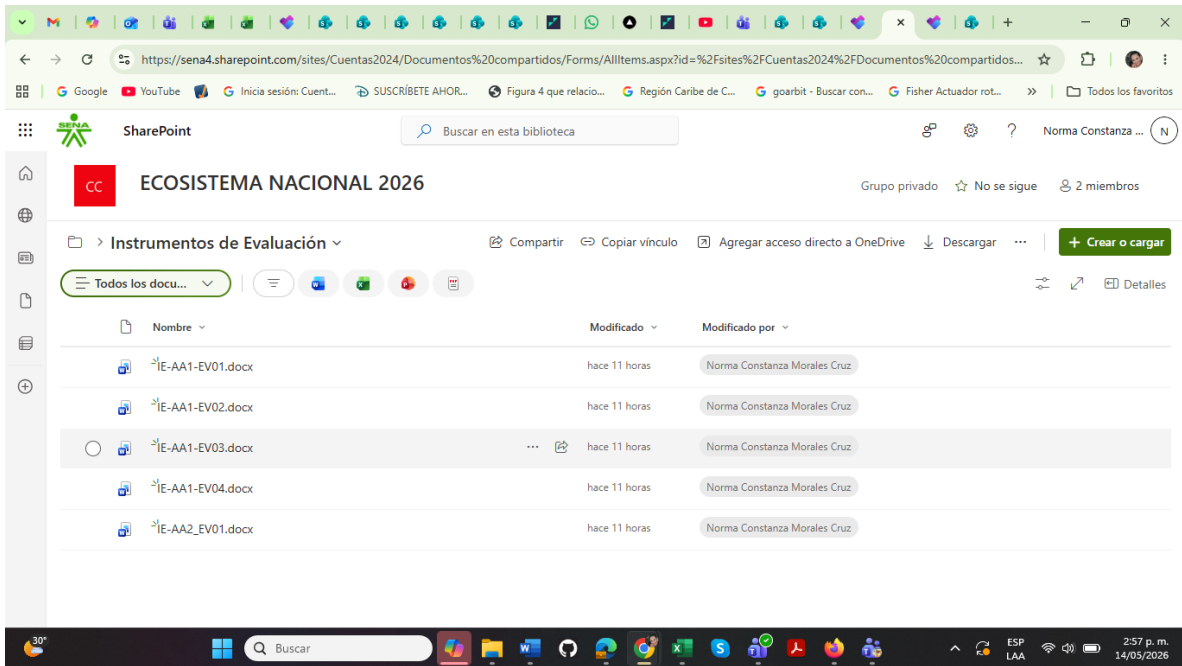 https://sena4.sharepoint.com/sites/Cuentas2024/Documentos%20compartidos/Forms/AllItems.aspx?id=%2Fsites%2FCuentas2024%2FDocumentos%20compartidos...
Google YouTube Inicia sesión: Cuent... SUSCRÍBETE AHOR... Figura 4 que relacio... Región Caribe de C... goarbit - Buscar con... Fisher Actuador rot... » Todos los favoritos
SENA SharePoint Buscar en esta biblioteca ? Norma Constanza ... N
CC ECOSISTEMA NACIONAL 2026 Grupo privado No se sigue 2 miembros
> Instrumentos de Evaluación Compartir Copiar vínculo Agregar acceso directo a OneDrive Descargar ... + Crear o cargar
Todos los docu... Detalles
Nombre Modificado Modificado por
IE-AA1-EV01.docx hace 11 horas Norma Constanza Morales Cruz
IE-AA1-EV02.docx hace 11 horas Norma Constanza Morales Cruz
IE-AA1-EV03.docx ... hace 11 horas Norma Constanza Morales Cruz
IE-AA1-EV04.docx hace 11 horas Norma Constanza Morales Cruz
IE-AA2_EV01.docx hace 11 horas Norma Constanza Morales Cruz
30° Buscar ESP 2:57 p. m.
LAA 14/05/2026